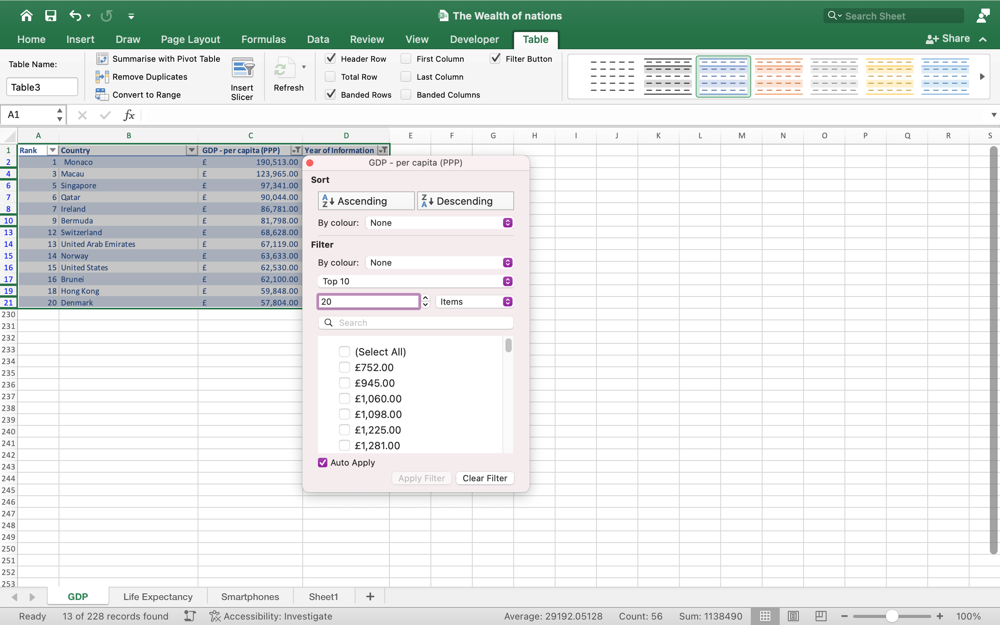 The Wealth of nations
Search Sheet
Home Insert Draw Page Layout Formulas Data Review View Developer Table Share
Table Name:
Table3
Summarise with Pivot Table
Remove Duplicates
Convert to Range
Insert
Slicer
Refresh
Header Row First Column Filter Button
Total Row Last Column
Banded Rows Banded Columns
A1 fx
A B C D E F G H I J K L M N O P Q R S
1 Rank Country GDP - per capita (PPP) Year of Information
2 1 Monaco £ 190,513.00
4 3 Macau £ 123,965.00
6 5 Singapore £ 97,341.00
7 6 Qatar £ 90,044.00
8 7 Ireland £ 86,781.00
10 9 Bermuda £ 81,798.00
13 12 Switzerland £ 68,628.00
14 13 United Arab Emirates £ 67,119.00
15 14 Norway £ 63,633.00
16 15 United States £ 62,530.00
17 16 Brunei £ 62,100.00
19 18 Hong Kong £ 59,848.00
21 20 Denmark £ 57,804.00
230
231
232
233
234
235
236
237
238
239
240
241
242
243
244
245
246
247
248
249
250
251
252
253
GDP - per capita (PPP)
Sort
A Z Ascending Z A Descending
By colour: None
Filter
By colour: None
Top 10
20 Items
Search
(Select All)
£752.00
£945.00
£1,060.00
£1,098.00
£1,225.00
£1,281.00
Auto Apply
Apply Filter Clear Filter
GDP Life Expectancy Smartphones Sheet1 +
Ready 13 of 228 records found Accessibility: Investigate Average: 29192.05128 Count: 56 Sum: 1138490 − + 100%